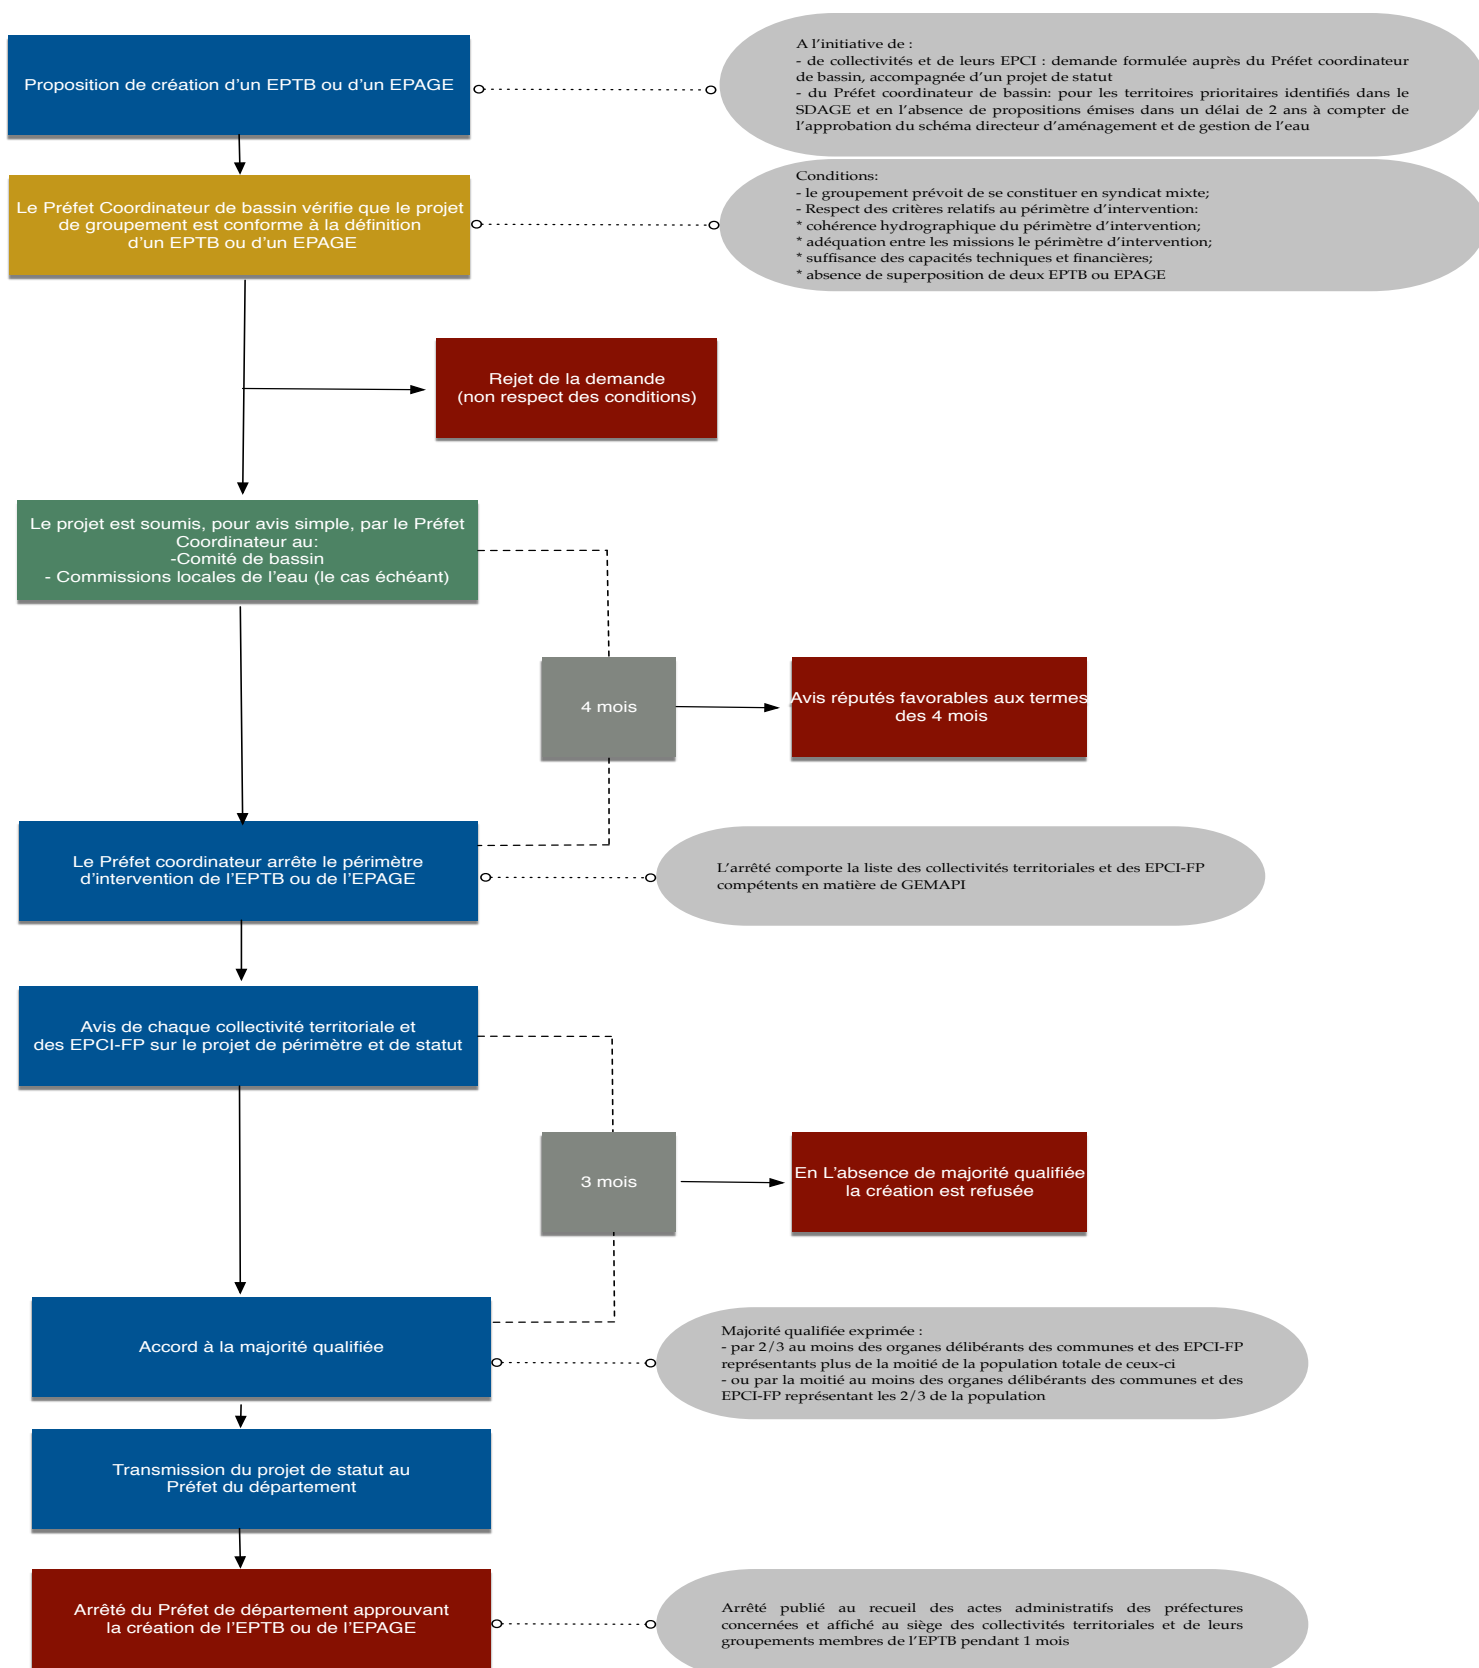 Proposition de création d'un EPTB ou d'un EPAGE
A l'initiative de :
- de collectivités et de leurs EPCI : demande formulée auprès du Préfet coordinateur
de bassin, accompagnée d'un projet de statut
- du Préfet coordinateur de bassin: pour les territoires prioritaires identifiés dans le
SDAGE et en l'absence de propositions émises dans un délai de 2 ans à compter de
l'approbation du schéma directeur d'aménagement et de gestion de l'eau
Le Préfet Coordinateur de bassin vérifie que le projet
de groupement est conforme à la définition
d'un EPTB ou d'un EPAGE
Conditions:
- le groupement prévoit de se constituer en syndicat mixte;
- Respect des critères relatifs au périmètre d'intervention:
* cohérence hydrographique du périmètre d'intervention;
* adéquation entre les missions le périmètre d'intervention;
* suffisance des capacités techniques et financières;
* absence de superposition de deux EPTB ou EPAGE
Rejet de la demande
(non respect des conditions)
Le projet est soumis, pour avis simple, par le Préfet
Coordinateur au:
-Comité de bassin
- Commissions locales de l'eau (le cas échéant)
4 mois
Avis réputés favorables aux termes
des 4 mois
Le Préfet coordinateur arrête le périmètre
d'intervention de l'EPTB ou de l'EPAGE
L'arrêté comporte la liste des collectivités territoriales et des EPCI-FP
compétents en matière de GEMAPI
Avis de chaque collectivité territoriale et
des EPCI-FP sur le projet de périmètre et de statut
3 mois
En L'absence de majorité qualifiée
la création est refusée
Accord à la majorité qualifiée
Majorité qualifiée exprimée :
- par 2/3 au moins des organes délibérants des communes et des EPCI-FP
représentants plus de la moitié de la population totale de ceux-ci
- ou par la moitié au moins des organes délibérants des communes et des
EPCI-FP représentant les 2/3 de la population
Transmission du projet de statut au
Préfet du département
Arrêté du Préfet de département approuvant
la création de l'EPTB ou de l'EPAGE
Arrêté publié au recueil des actes administratifs des préfectures
concernées et affiché au siège des collectivités territoriales et de leurs
groupements membres de l'EPTB pendant 1 mois